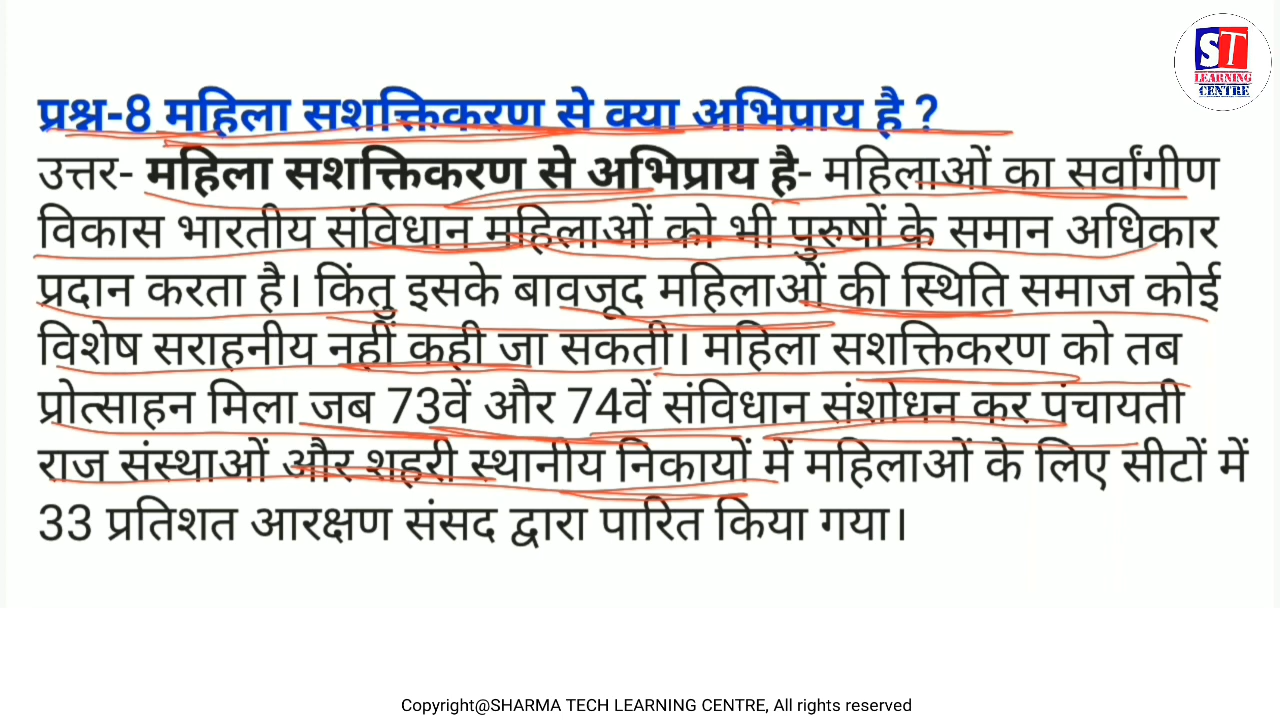 ST
LEARNING
CENTRE
प्रश्न-8 महिला सशक्तिकरण से क्या अभिप्राय है ?
उत्तर- महिला सशक्तिकरण से अभिप्राय है- महिलाओं का सर्वांगीण
विकास भारतीय संविधान महिलाओं को भी पुरुषों के समान अधिकार
प्रदान करता है। किंतु इसके बावजूद महिलाओं की स्थिति समाज कोई
विशेष सराहनीय नहीं कही जा सकती। महिला सशक्तिकरण को तब
प्रोत्साहन मिला जब 73वें और 74वें संविधान संशोधन कर पंचायती
राज संस्थाओं और शहरी स्थानीय निकायों में महिलाओं के लिए सीटों में
33 प्रतिशत आरक्षण संसद द्वारा पारित किया गया।
Copyright@SHARMA TECH LEARNING CENTRE, All rights reserved